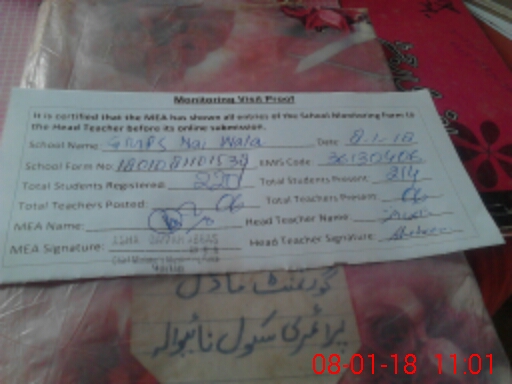 Monitoring Visit Proof
It is certified that the MEA has shown all entries of the School Monitoring Form to
the Head Teacher before its online submission.
School Name GMPS Nai Wala Date 8-1-18
School Form No: EMIS Code 36130406
Total Students Registered: 227 Total Students Present: 214
Total Teachers Posted: 06 Total Teachers Present: 06
MEA Name: Head Teacher Name:
MEA Signature: Head Teacher Signature:
گورنمنٹ ماڈل
پرائمری سکول نائیوالہ
08-01-18 11:01